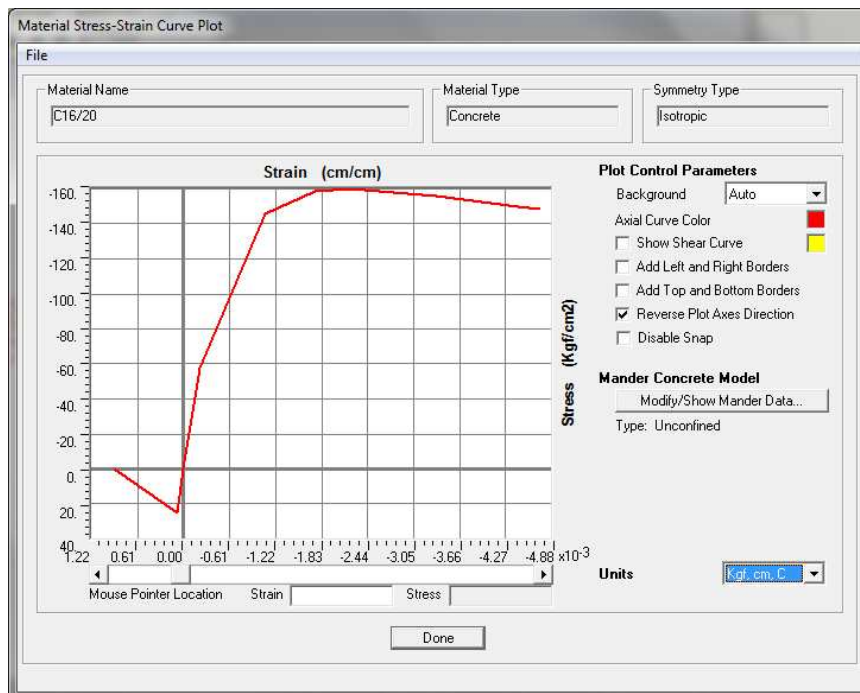 Material Stress-Strain Curve Plot
File
Material Name
C16/20
Material Type
Concrete
Symmetry Type
Isotropic
Strain (cm/cm)
-160.
-140.
-120.
-100.
-80.
-60.
-40.
-20.
0.
20.
40.
1.22 0.61 0.00 -0.61 -1.22 -1.83 -2.44 -3.05 -3.66 -4.27 -4.88 x10-3
Stress (Kgf/cm2)
Mouse Pointer Location Strain Stress
Plot Control Parameters
Background Auto
Axial Curve Color
Show Shear Curve
Add Left and Right Borders
Add Top and Bottom Borders
Reverse Plot Axes Direction
Disable Snap
Mander Concrete Model
Modify/Show Mander Data...
Type: Unconfined
Units Kgf, cm, C
Done